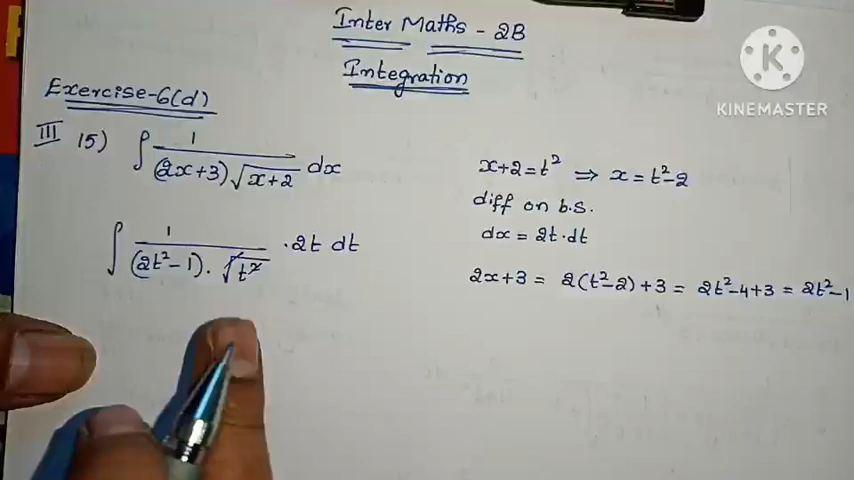 Inter Maths - 2B
Integration
Exercise-6(d)
III 15) ∫ 1/((2x+3)√(x+2)) dx
x+2 = t² ⇒ x = t²-2
diff on b.s.
dx = 2t·dt
∫ 1/((2t²-1)·√(t²)) · 2t dt
2x+3 = 2(t²-2)+3 = 2t²-4+3 = 2t²-1
K
KINEMASTER